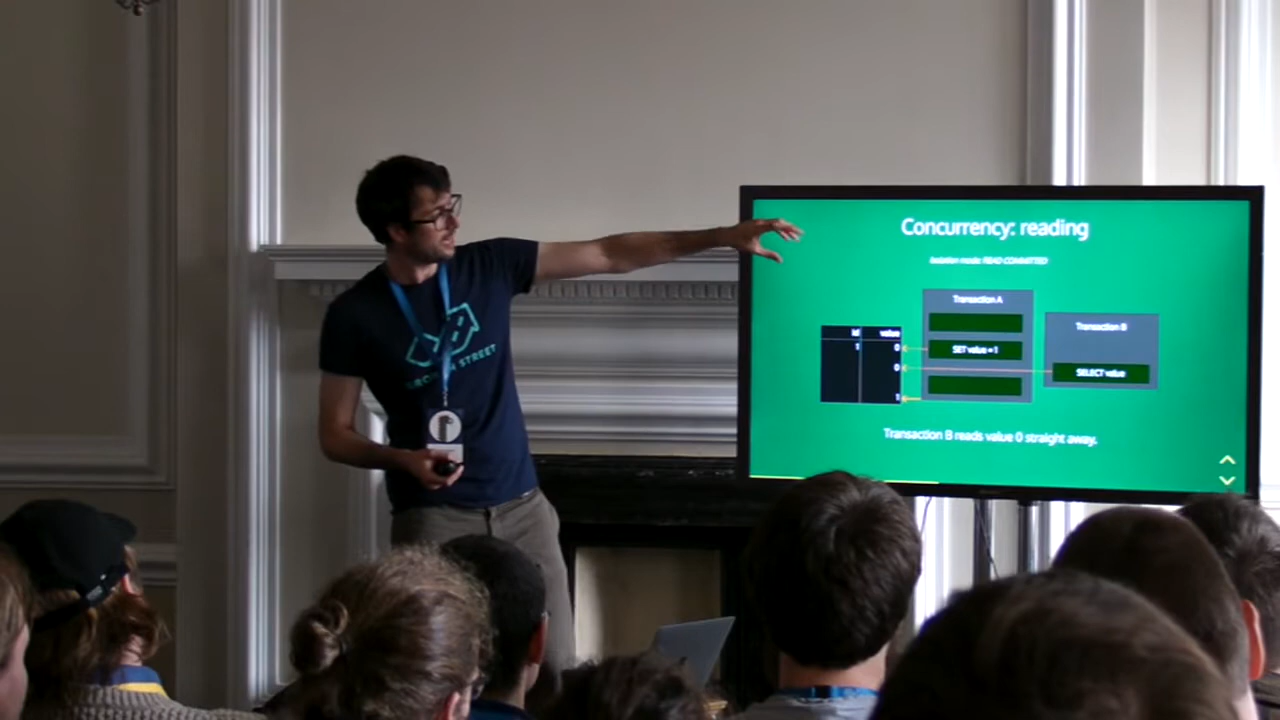 Concurrency: reading
Isolation mode: READ COMMITTED
Transaction A
Transaction B
id value
1 0
SET value = 1
0
SELECT value
1
Transaction B reads value 0 straight away.
STREET